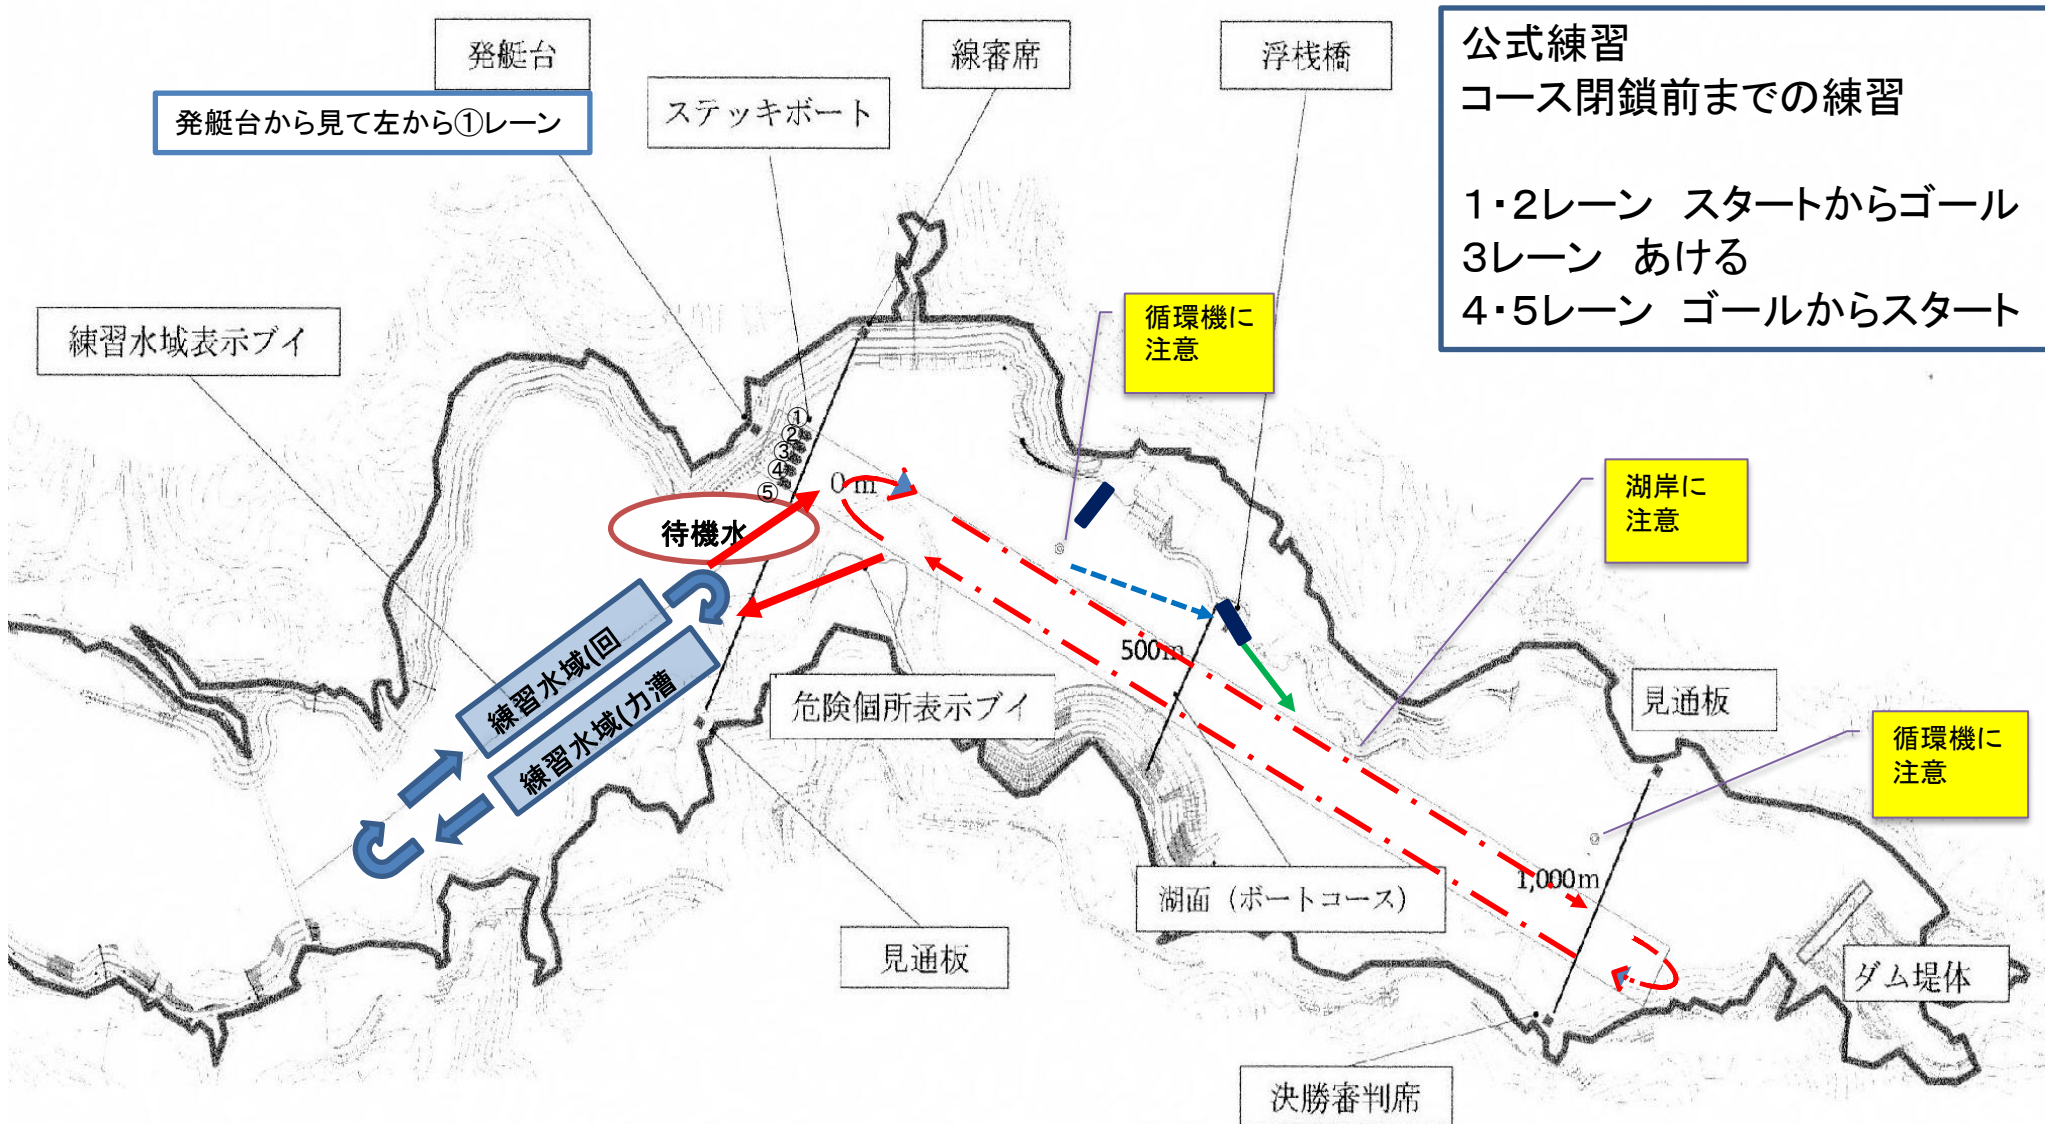 発艇台
線審席
浮桟橋
公式練習
コース閉鎖前までの練習
1・2レーン スタートからゴール
3レーン あける
4・5レーン ゴールからスタート
発艇台から見て左から①レーン
ステッキボート
練習水域表示ブイ
循環機に
注意
①
②
③
④
⑤
0m
待機水
湖岸に
注意
練習水域(回
練習水域(力漕
500m
危険個所表示ブイ
見通板
循環機に
注意
1,000m
湖面(ボートコース)
見通板
ダム堤体
決勝審判席